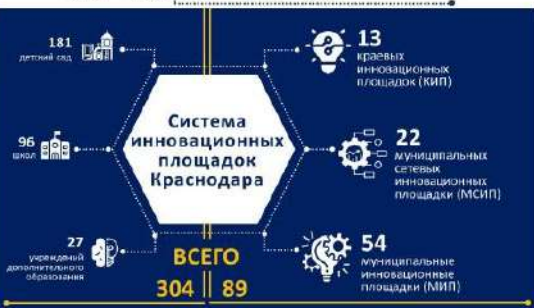 181
детский сад
96
школ
27
учреждений
дополнительного
образования
Система
инновационных
площадок
Краснодара
ВСЕГО
304 || 89
13
краевых
инновационных
площадок (КИП)
22
муниципальных
сетевых
инновационных
площадки (МСИП)
54
муниципальные
инновационные
площадки (МИП)